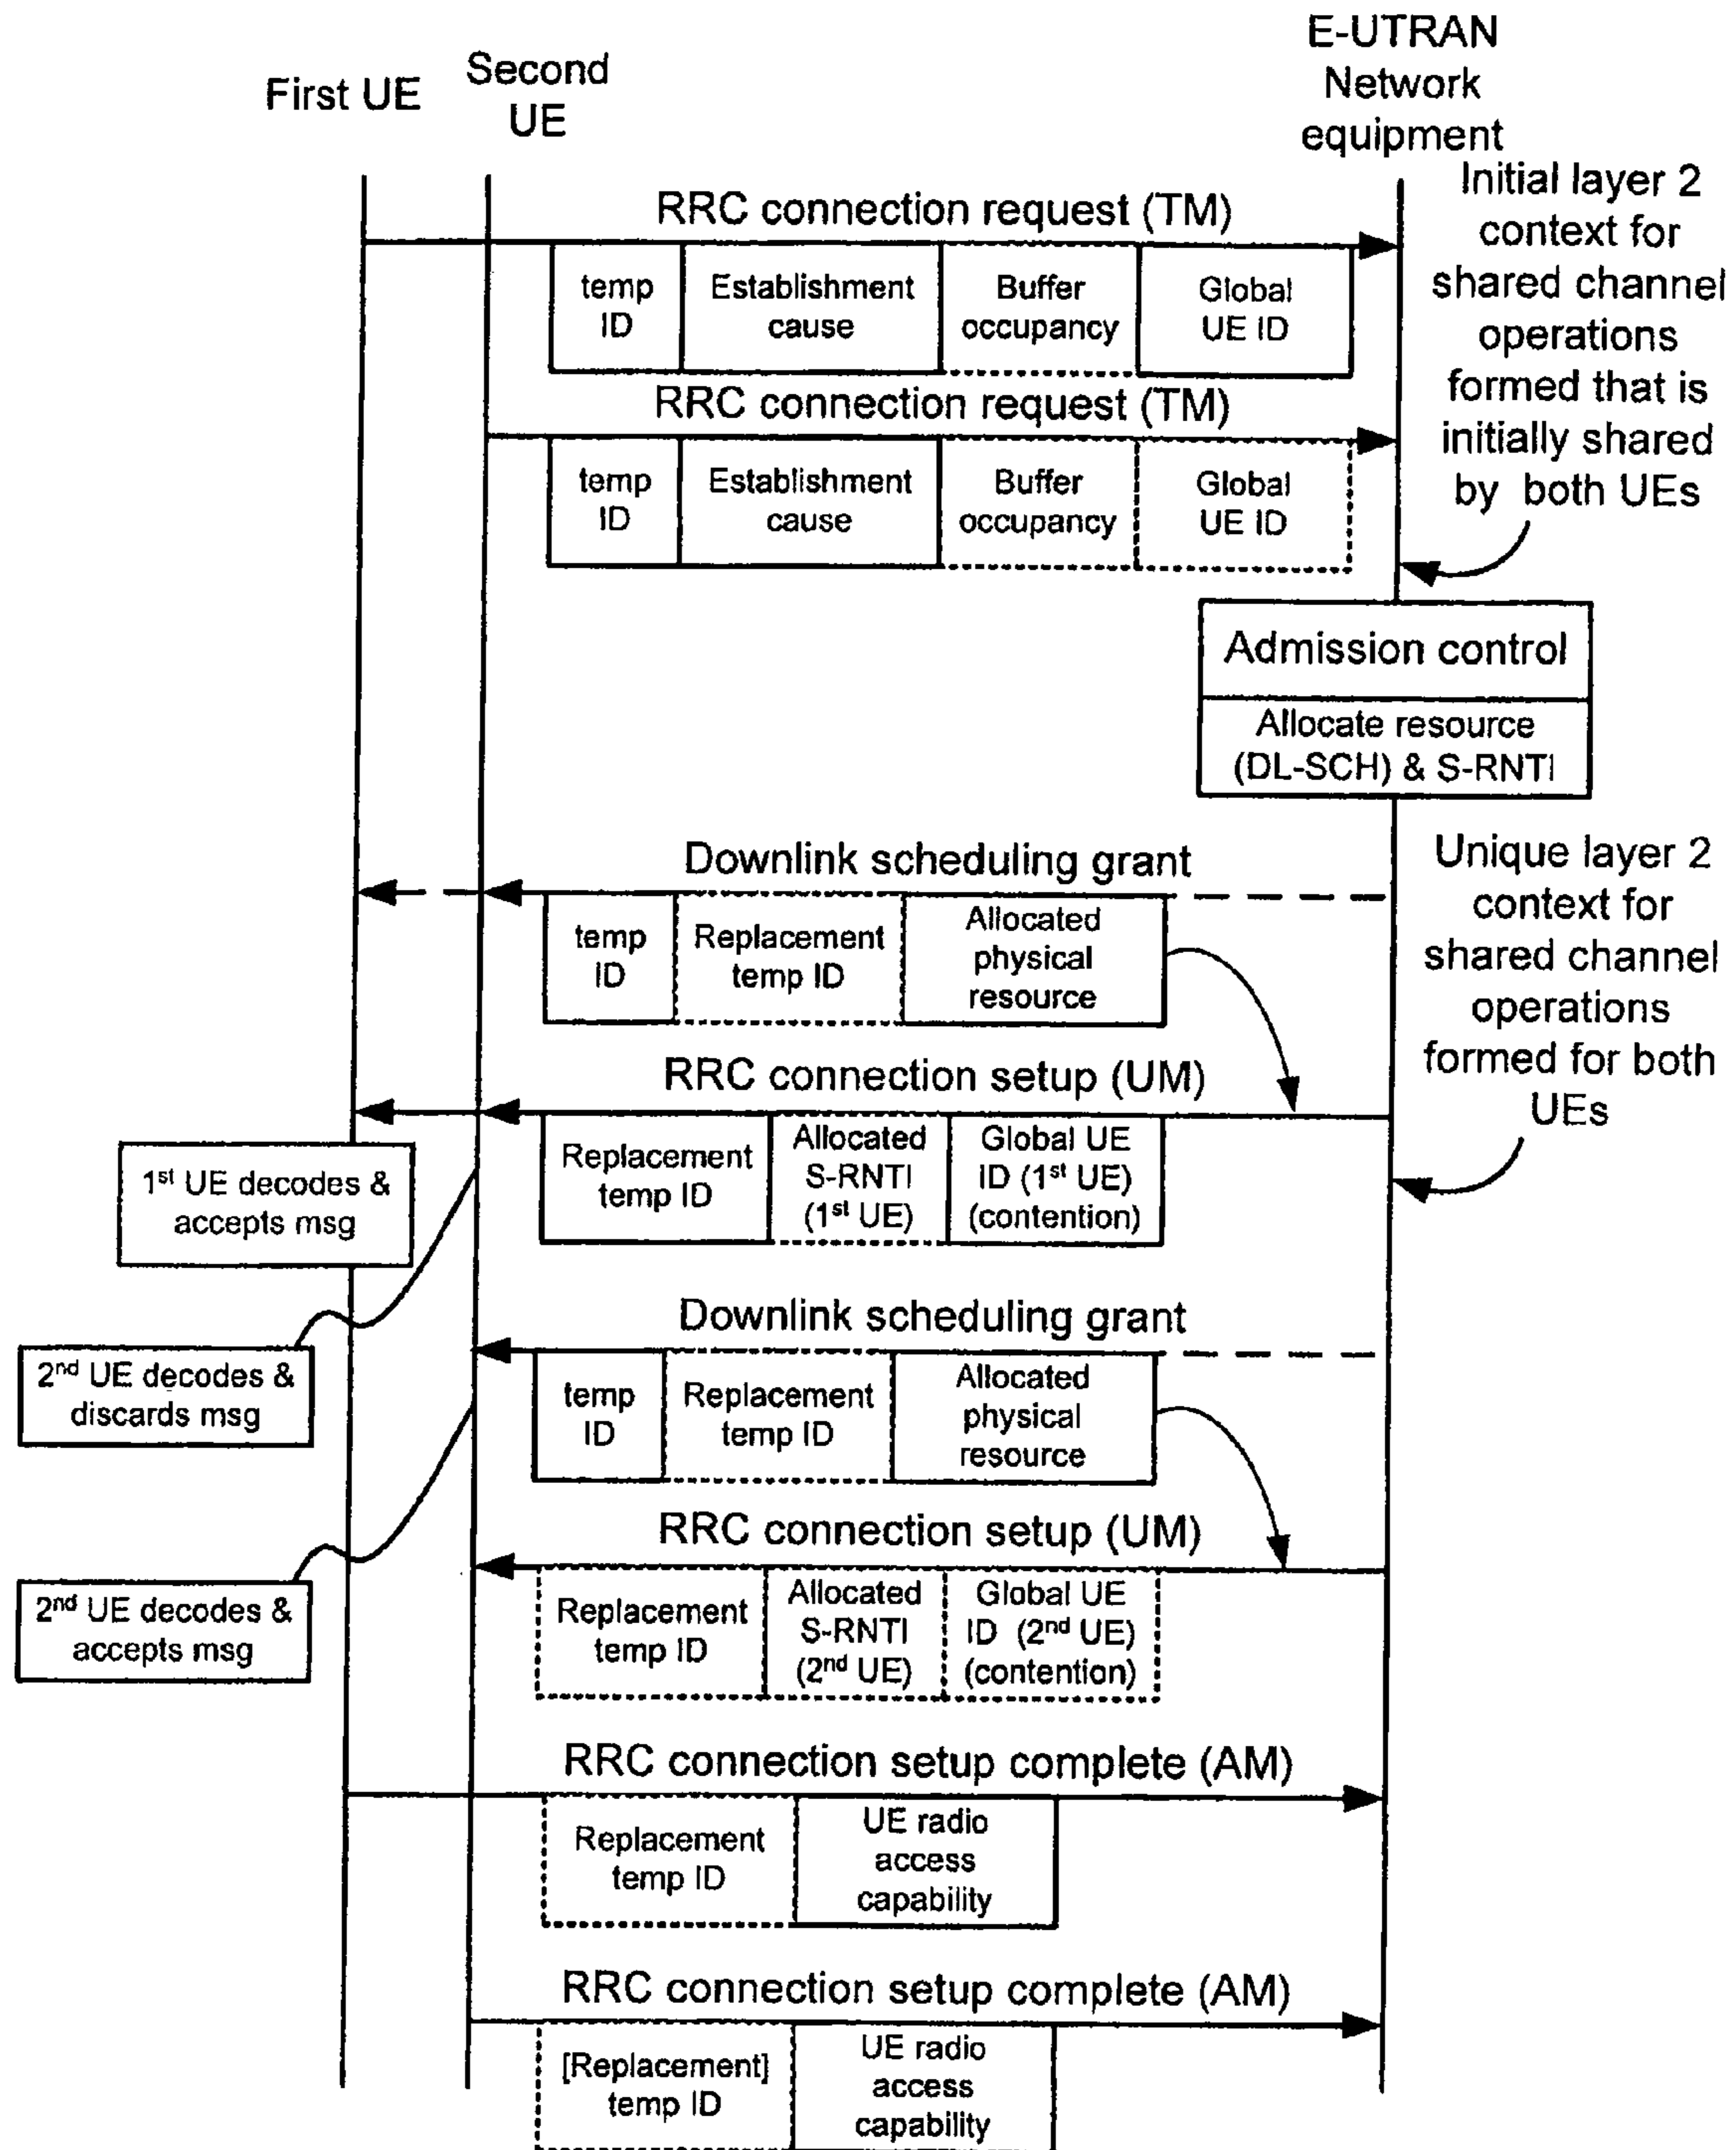 First UE
Second
UE
E-UTRAN
Network
equipment
Initial layer 2
context for
shared channel
operations
formed that is
initially shared
by both UEs
RRC connection request (TM)
temp
ID
Establishment
cause
Buffer
occupancy
Global
UE ID
RRC connection request (TM)
temp
ID
Establishment
cause
Buffer
occupancy
Global
UE ID
Admission control
Allocate resource
(DL-SCH) & S-RNTI
Unique layer 2
context for
shared channel
operations
formed for both
UEs
Downlink scheduling grant
temp
ID
Replacement
temp ID
Allocated
physical
resource
RRC connection setup (UM)
Replacement
temp ID
Allocated
S-RNTI
(1st UE)
Global UE
ID (1st UE)
(contention)
1st UE decodes &
accepts msg
2nd UE decodes &
discards msg
Downlink scheduling grant
temp
ID
Replacement
temp ID
Allocated
physical
resource
RRC connection setup (UM)
Replacement
temp ID
Allocated
S-RNTI
(2nd UE)
Global UE
ID (2nd UE)
(contention)
2nd UE decodes &
accepts msg
RRC connection setup complete (AM)
Replacement
temp ID
UE radio
access
capability
RRC connection setup complete (AM)
[Replacement]
temp ID
UE radio
access
capability